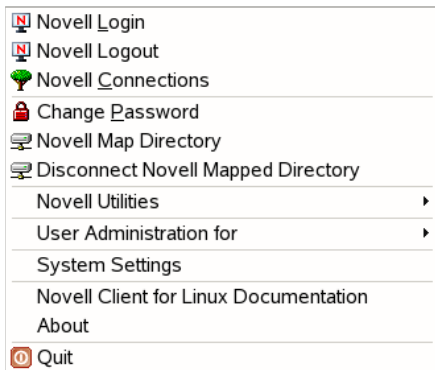 Novell Login
Novell Logout
Novell Connections
Change Password
Novell Map Directory
Disconnect Novell Mapped Directory
Novell Utilities
User Administration for
System Settings
Novell Client for Linux Documentation
About
Quit